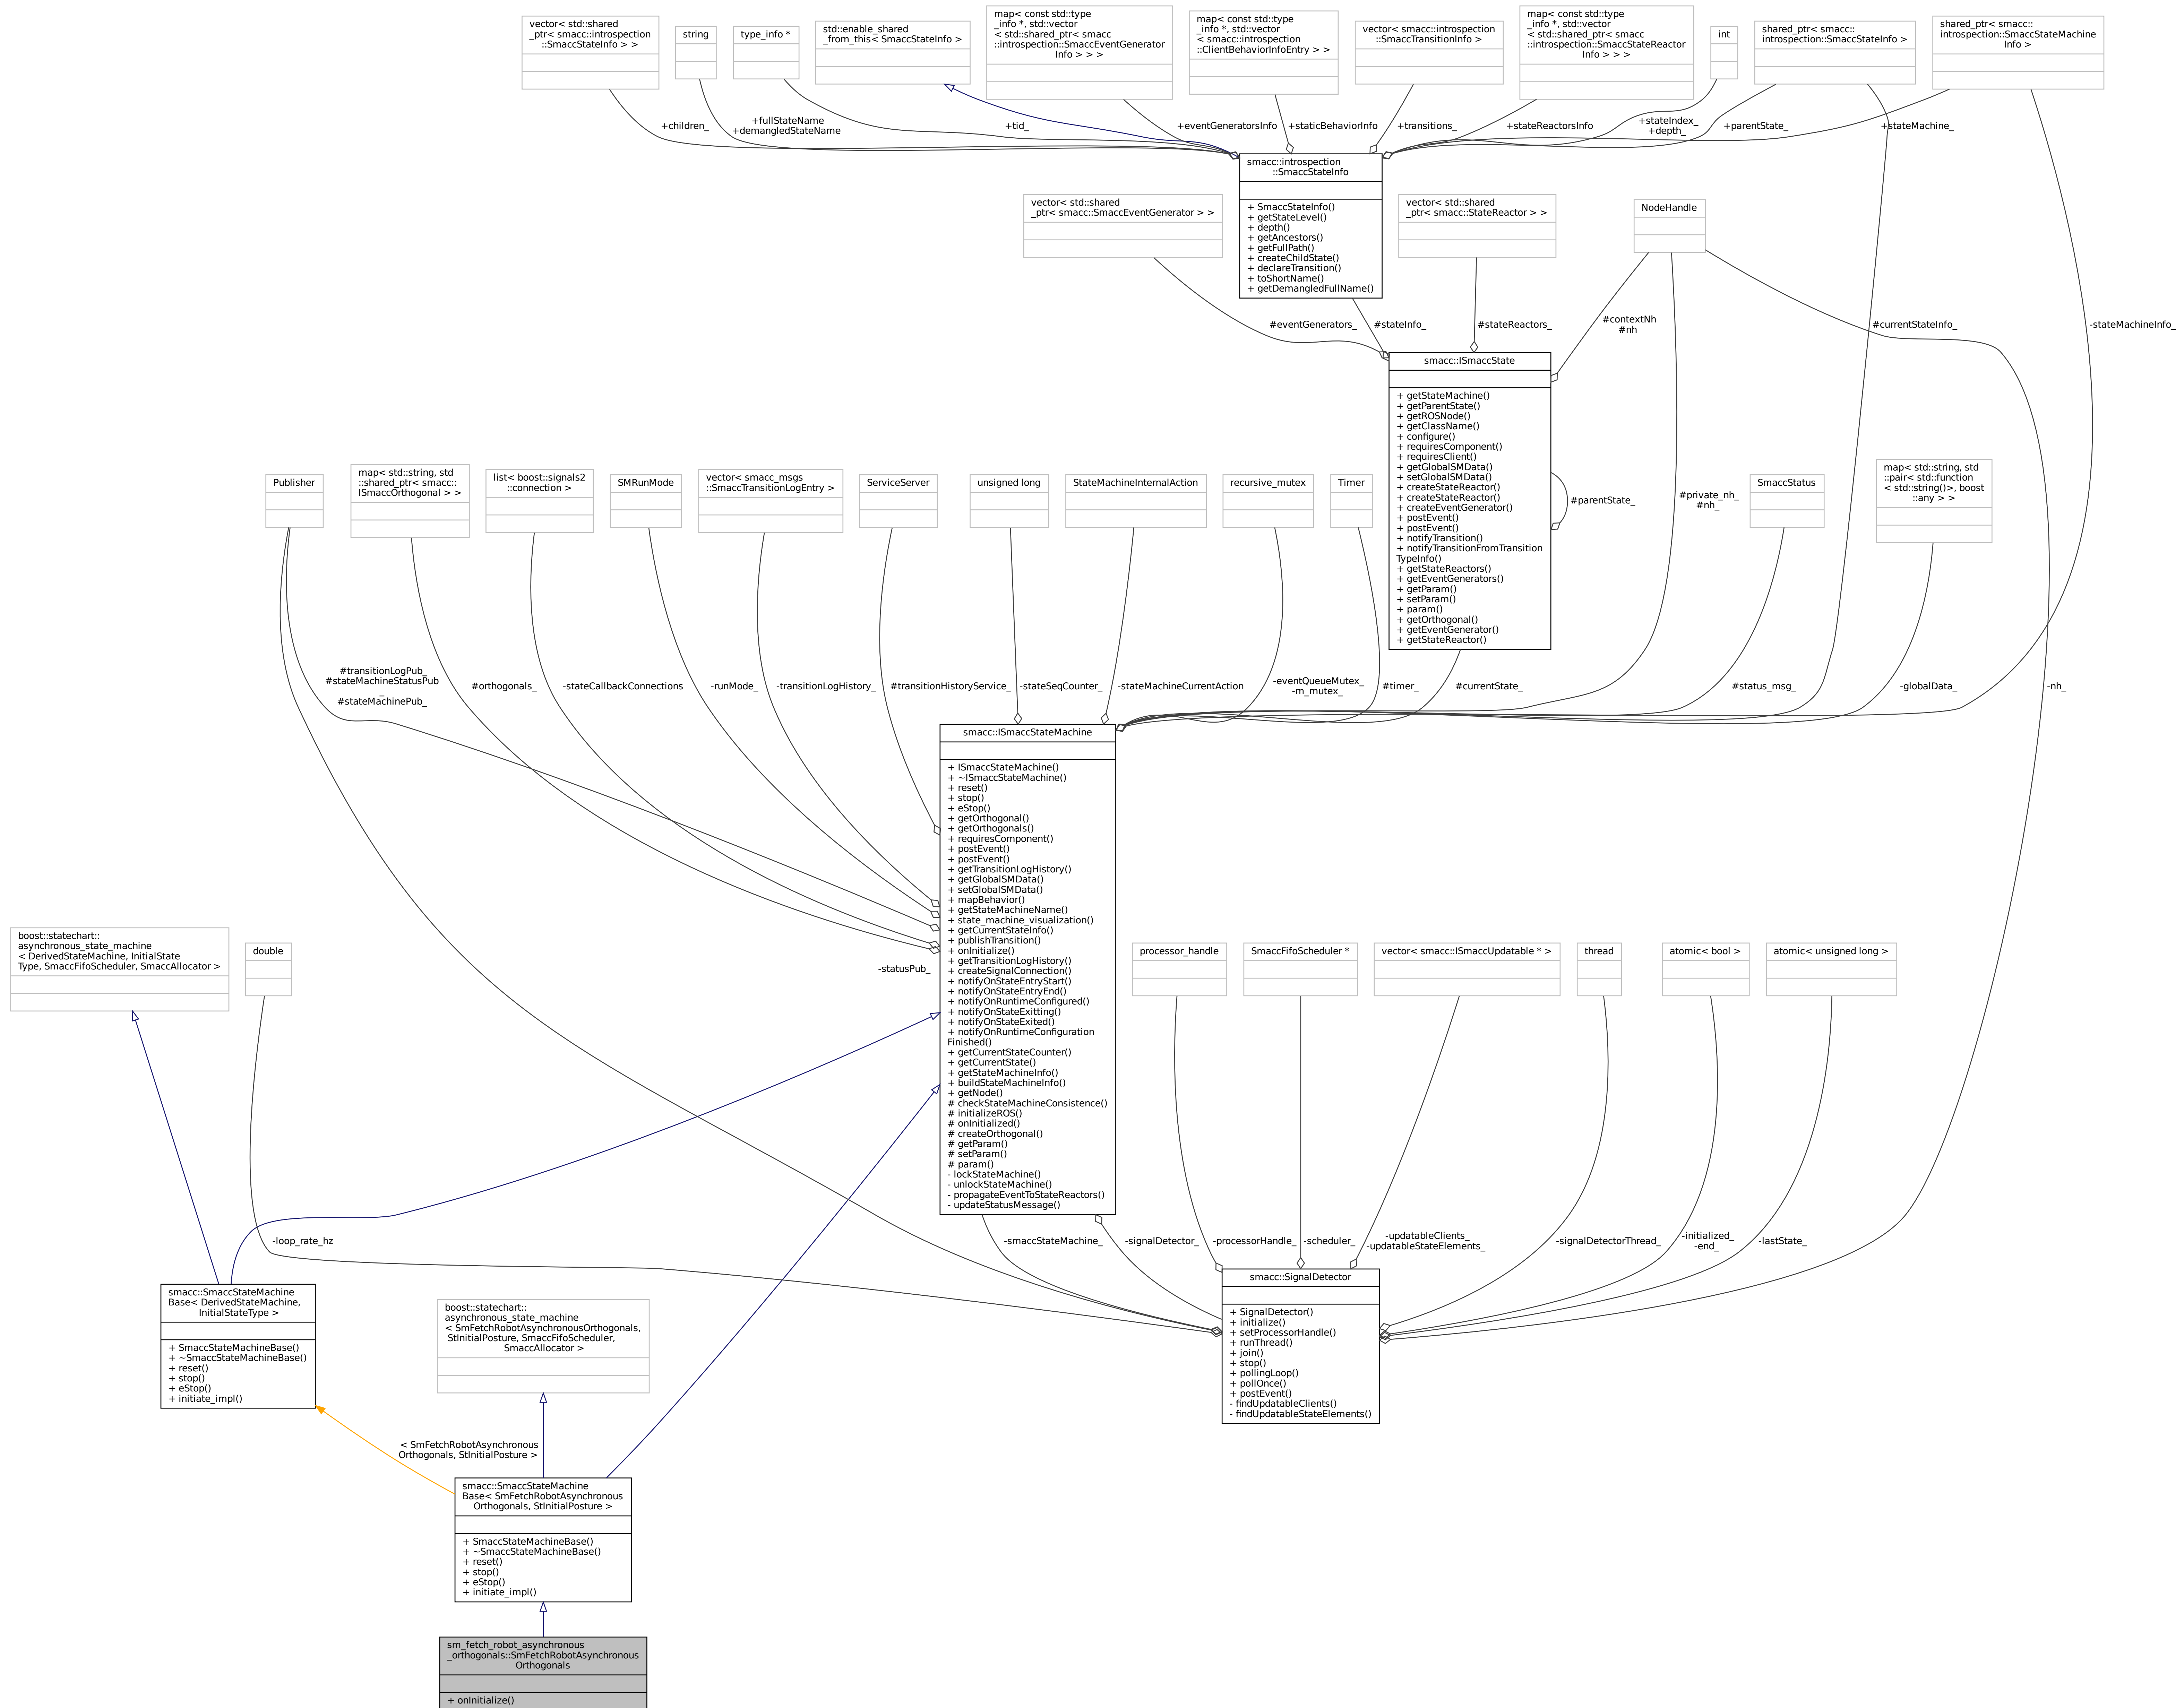 vector< std::shared
_ptr< smacc::introspection
::SmaccStateInfo > >
string
type_info *
std::enable_shared
_from_this< SmaccStateInfo >
map< const std::type
_info *, std::vector
< std::shared_ptr< smacc
::introspection::SmaccEventGenerator
Info > > >
map< const std::type
_info *, std::vector
< smacc::introspection
::ClientBehaviorInfoEntry > >
vector< smacc::introspection
::SmaccTransitionInfo >
map< const std::type
_info *, std::vector
< std::shared_ptr< smacc
::introspection::SmaccStateReactor
Info > > >
int
shared_ptr< smacc::
introspection::SmaccStateInfo >
shared_ptr< smacc::
introspection::SmaccStateMachine
Info >
+children_
+fullStateName
+demangledStateName
+tid_
+eventGeneratorsInfo
+staticBehaviorInfo
+transitions_
+stateReactorsInfo
+stateIndex_
+depth_
+parentState_
+stateMachine_
smacc::introspection
::SmaccStateInfo
+ SmaccStateInfo()
+ getStateLevel()
+ depth()
+ getAncestors()
+ getFullPath()
+ createChildState()
+ declareTransition()
+ toShortName()
+ getDemangledFullName()
vector< std::shared
_ptr< smacc::SmaccEventGenerator > >
vector< std::shared
_ptr< smacc::StateReactor > >
NodeHandle
#eventGenerators_
#stateInfo_
#stateReactors_
#contextNh
#nh
#currentStateInfo_
-stateMachineInfo_
smacc::ISmaccState
+ getStateMachine()
+ getParentState()
+ getROSNode()
+ getClassName()
+ configure()
+ requiresComponent()
+ requiresClient()
+ getGlobalSMData()
+ setGlobalSMData()
+ createStateReactor()
+ createStateReactor()
+ createEventGenerator()
+ postEvent()
+ postEvent()
+ notifyTransition()
+ notifyTransitionFromTransition
TypeInfo()
+ getStateReactors()
+ getEventGenerators()
+ getParam()
+ setParam()
+ param()
+ getOrthogonal()
+ getEventGenerator()
+ getStateReactor()
#parentState_
#private_nh_
#nh_
Publisher
map< std::string, std
::shared_ptr< smacc::
ISmaccOrthogonal > >
list< boost::signals2
::connection >
SMRunMode
vector< smacc_msgs
::SmaccTransitionLogEntry >
ServiceServer
unsigned long
StateMachineInternalAction
recursive_mutex
Timer
SmaccStatus
map< std::string, std
::pair< std::function
< std::string()>, boost
::any > >
#transitionLogPub_
#stateMachineStatusPub
_
#stateMachinePub_
#orthogonals_
-stateCallbackConnections
-runMode_
-transitionLogHistory_
#transitionHistoryService_
-stateSeqCounter_
-stateMachineCurrentAction
-eventQueueMutex_
-m_mutex_
#timer_
#currentState_
#status_msg_
-globalData_
-nh_
smacc::ISmaccStateMachine
+ ISmaccStateMachine()
+ ~ISmaccStateMachine()
+ reset()
+ stop()
+ eStop()
+ getOrthogonal()
+ getOrthogonals()
+ requiresComponent()
+ postEvent()
+ postEvent()
+ getTransitionLogHistory()
+ getGlobalSMData()
+ setGlobalSMData()
+ mapBehavior()
+ getStateMachineName()
+ state_machine_visualization()
+ getCurrentStateInfo()
+ publishTransition()
+ onInitialize()
+ getTransitionLogHistory()
+ createSignalConnection()
+ notifyOnStateEntryStart()
+ notifyOnStateEntryEnd()
+ notifyOnRuntimeConfigured()
+ notifyOnStateExitting()
+ notifyOnStateExited()
+ notifyOnRuntimeConfiguration
Finished()
+ getCurrentStateCounter()
+ getCurrentState()
+ getStateMachineInfo()
+ buildStateMachineInfo()
+ getNode()
# checkStateMachineConsistence()
# initializeROS()
# onInitialized()
# createOrthogonal()
# getParam()
# setParam()
# param()
- lockStateMachine()
- unlockStateMachine()
- propagateEventToStateReactors()
- updateStatusMessage()
boost::statechart::
asynchronous_state_machine
< DerivedStateMachine, InitialState
Type, SmaccFifoScheduler, SmaccAllocator >
double
-statusPub_
processor_handle
SmaccFifoScheduler *
vector< smacc::ISmaccUpdatable * >
thread
atomic< bool >
atomic< unsigned long >
-loop_rate_hz
-smaccStateMachine_
-signalDetector_
-processorHandle_
-scheduler_
-updatableClients_
-updatableStateElements_
-signalDetectorThread_
-initialized_
-end_
-lastState_
smacc::SignalDetector
+ SignalDetector()
+ initialize()
+ setProcessorHandle()
+ runThread()
+ join()
+ stop()
+ pollingLoop()
+ pollOnce()
+ postEvent()
- findUpdatableClients()
- findUpdatableStateElements()
smacc::SmaccStateMachine
Base< DerivedStateMachine,
InitialStateType >
+ SmaccStateMachineBase()
+ ~SmaccStateMachineBase()
+ reset()
+ stop()
+ eStop()
+ initiate_impl()
boost::statechart::
asynchronous_state_machine
< SmFetchRobotAsynchronousOrthogonals,
StInitialPosture, SmaccFifoScheduler,
SmaccAllocator >
< SmFetchRobotAsynchronous
Orthogonals, StInitialPosture >
smacc::SmaccStateMachine
Base< SmFetchRobotAsynchronous
Orthogonals, StInitialPosture >
+ SmaccStateMachineBase()
+ ~SmaccStateMachineBase()
+ reset()
+ stop()
+ eStop()
+ initiate_impl()
sm_fetch_robot_asynchronous
_orthogonals::SmFetchRobotAsynchronous
Orthogonals
+ onInitialize()